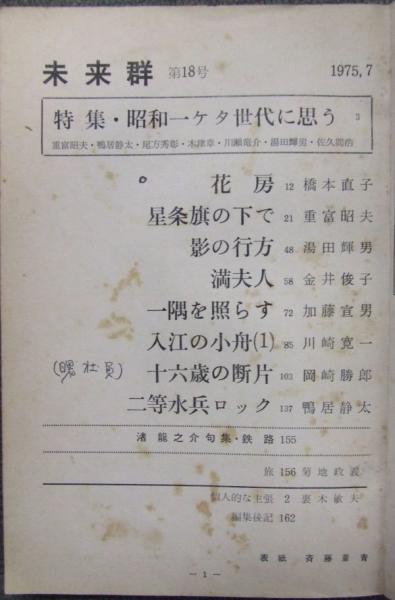 未来群 第18号 1975,7
特集・昭和一ケタ世代に思う 3
重富昭夫・鴨居静太・尾方秀彰・木津章・川瀬竜介・湯田輝男・佐久間浩
花房 12 橋本直子
星条旗の下で 21 重富昭夫
影の行方 48 湯田輝男
満夫人 58 金井俊子
一隅を照らす 72 加藤宣男
入江の小舟(1) 85 川崎寛一
十六歳の断片 103 岡崎勝郎
二等水兵ロック 137 鴨居静太
渚龍之介句集・鉄路 155
旅 156 菊地政義
個人的な主張 2 裏木敏夫
編集後記 162
表紙 斉藤
— 1 —